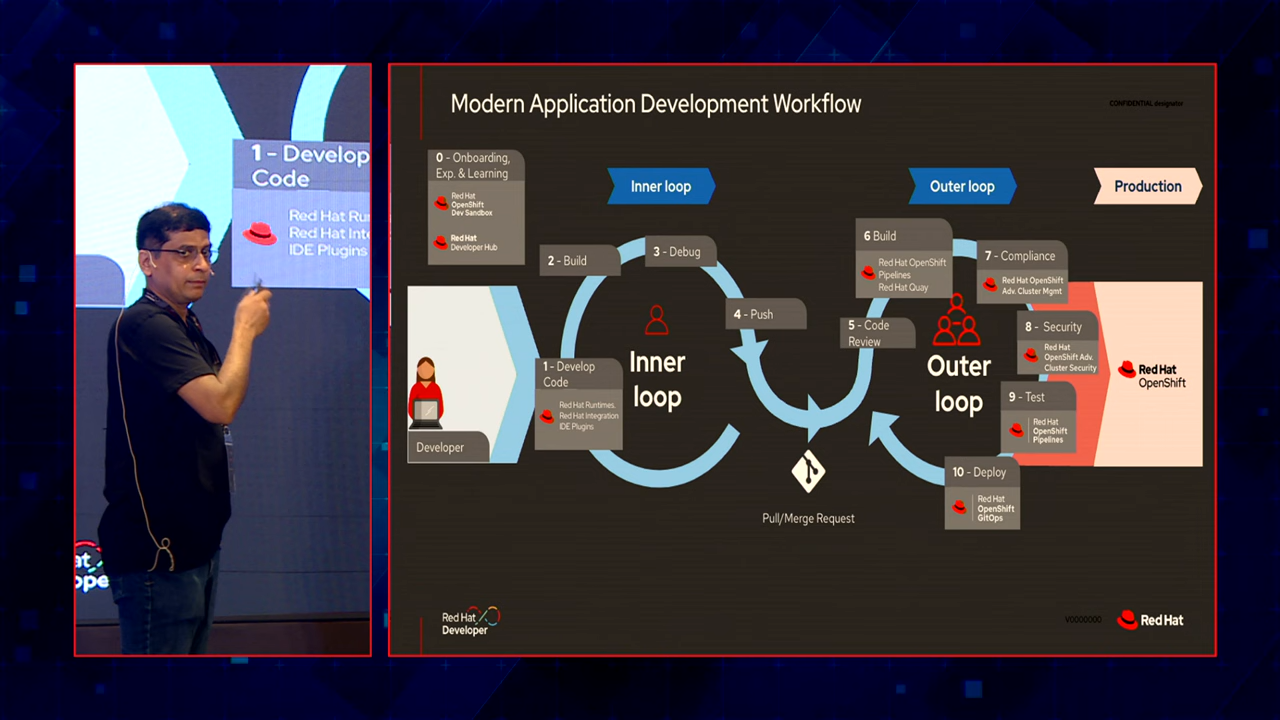 1 - Develop
Code
Red Hat Ru
Red Hat Inte
IDE Plugins
at
ope
Modern Application Development Workflow
CONFIDENTIAL designator
0 - Onboarding,
Exp. & Learning
Red Hat
OpenShift
Dev Sandbox
Red Hat
Developer Hub
Inner loop
Outer loop
Production
2 - Build
3 - Debug
4 - Push
6 Build
Red Hat OpenShift
Pipelines
Red Hat Quay
7 - Compliance
Red Hat OpenShift
Adv. Cluster Mgmt
5 - Code
Review
8 - Security
Red Hat
OpenShift Adv.
Cluster Security
Inner
loop
Outer
loop
1 - Develop
Code
Red Hat Runtimes,
Red Hat Integration
IDE Plugins
Developer
9 - Test
Red Hat
OpenShift
Pipelines
Red Hat
OpenShift
10 - Deploy
Red Hat
OpenShift
GitOps
Pull/Merge Request
Red Hat
Developer
V0000000
Red Hat